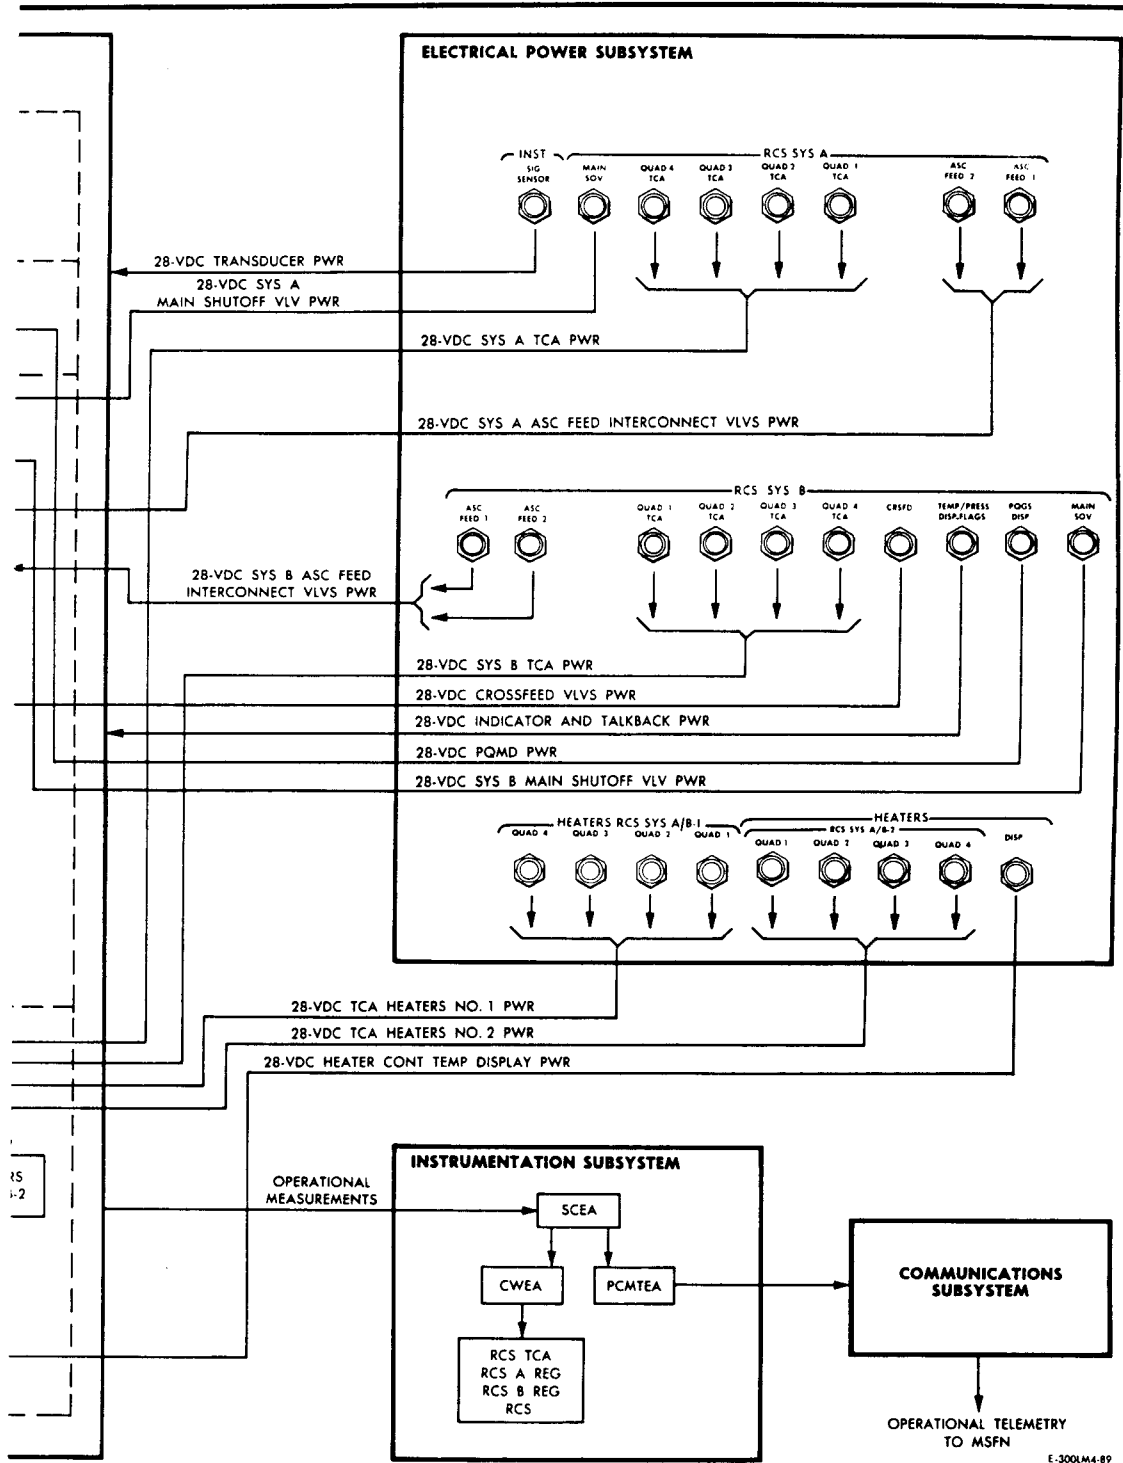 ELECTRICAL POWER SUBSYSTEM
INST
RCS SYS A
SIG
SENSOR
MAIN
SOV
QUAD 4
TCA
QUAD 3
TCA
QUAD 2
TCA
QUAD 1
TCA
ASC
FEED 2
ASC
FEED 1
28-VDC TRANSDUCER PWR
28-VDC SYS A
MAIN SHUTOFF VLV PWR
28-VDC SYS A TCA PWR
28-VDC SYS A ASC FEED INTERCONNECT VLVS PWR
RCS SYS B
ASC
FEED 1
ASC
FEED 2
QUAD 1
TCA
QUAD 2
TCA
QUAD 3
TCA
QUAD 4
TCA
CRSFD
TEMP/PRESS
DISP.FLAGS
PQGS
DISP
MAIN
SOV
28-VDC SYS B ASC FEED
INTERCONNECT VLVS PWR
28-VDC SYS B TCA PWR
28-VDC CROSSFEED VLVS PWR
28-VDC INDICATOR AND TALKBACK PWR
28-VDC PQMD PWR
28-VDC SYS B MAIN SHUTOFF VLV PWR
HEATERS RCS SYS A/B-1
QUAD 4
QUAD 3
QUAD 2
QUAD 1
HEATERS
RCS SYS A/B-2
QUAD 1
QUAD 2
QUAD 3
QUAD 4
DISP
28-VDC TCA HEATERS NO. 1 PWR
28-VDC TCA HEATERS NO. 2 PWR
28-VDC HEATER CONT TEMP DISPLAY PWR
RS
-2
INSTRUMENTATION SUBSYSTEM
OPERATIONAL
MEASUREMENTS
SCEA
CWEA
PCMTEA
RCS TCA
RCS A REG
RCS B REG
RCS
COMMUNICATIONS
SUBSYSTEM
OPERATIONAL TELEMETRY
TO MSFN
E-300LM4-89